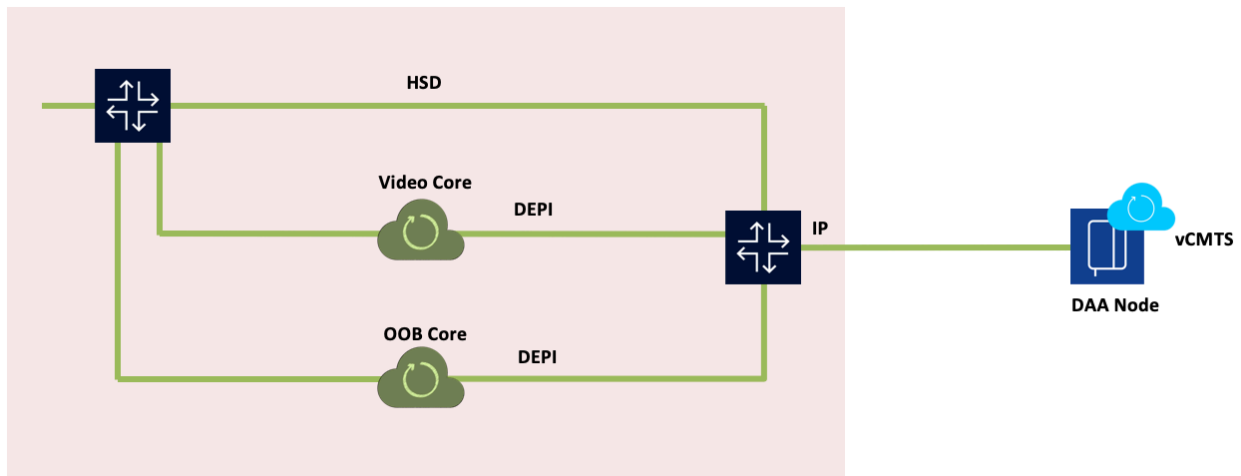 HSD
Video Core
DEPI
IP
vCMTS
DAA Node
OOB Core
DEPI